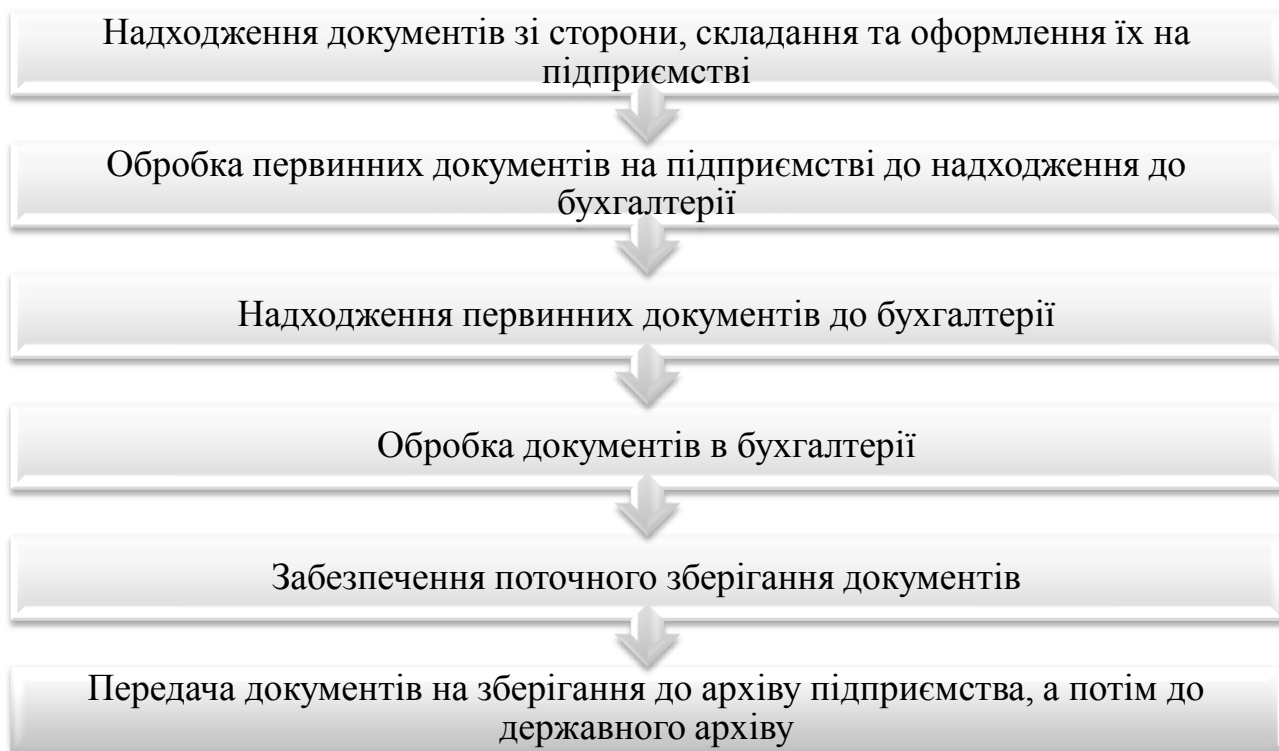 Надходження документів зі сторони, складання та оформлення їх на
підприємстві
Обробка первинних документів на підприємстві до надходження до
бухгалтерії
Надходження первинних документів до бухгалтерії
Обробка документів в бухгалтерії
Забезпечення поточного зберігання документів
Передача документів на зберігання до архіву підприємства, а потім до
державного архіву